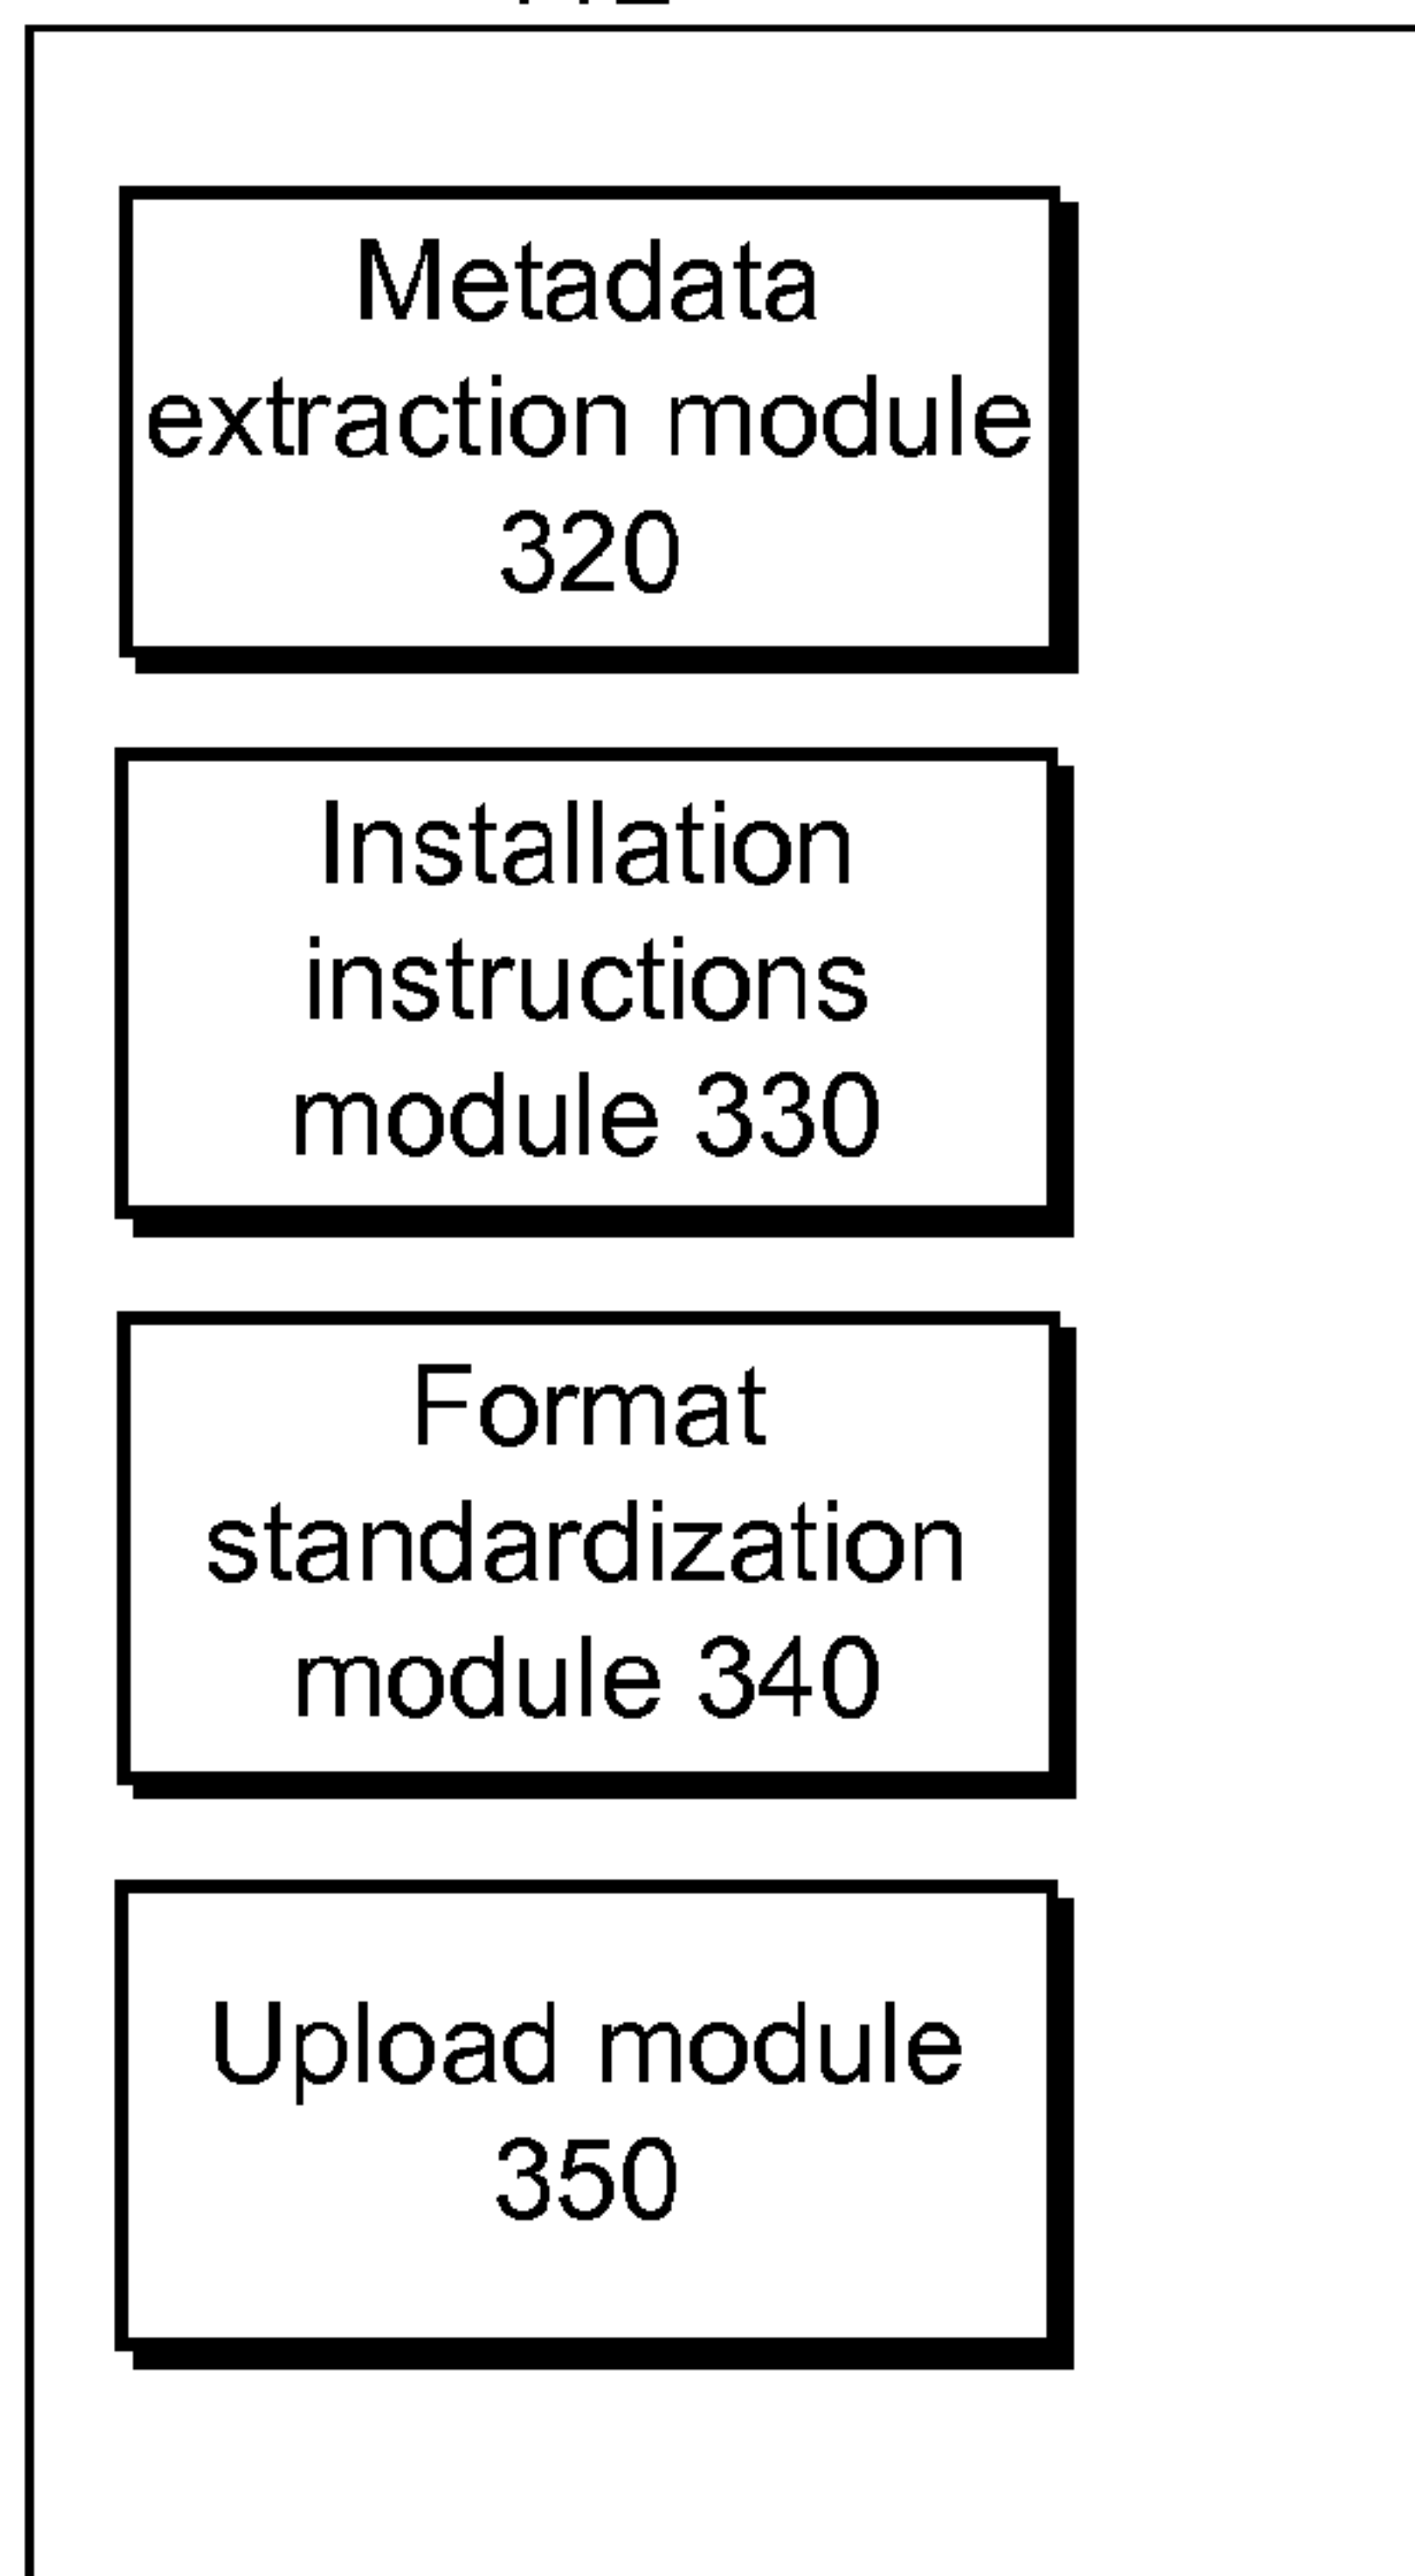 Metadata
extraction module
320
Installation
instructions
module 330
Format
standardization
module 340
Upload module
350